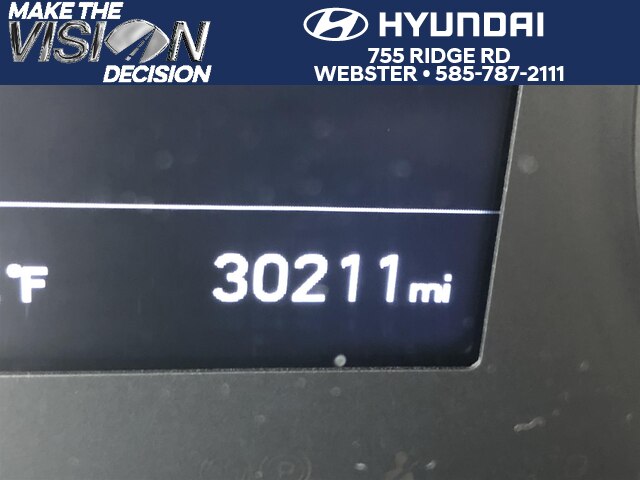 MAKE THE
VISION
DECISION
HYUNDAI
755 RIDGE RD
WEBSTER • 585-787-2111
°F
30211 mi